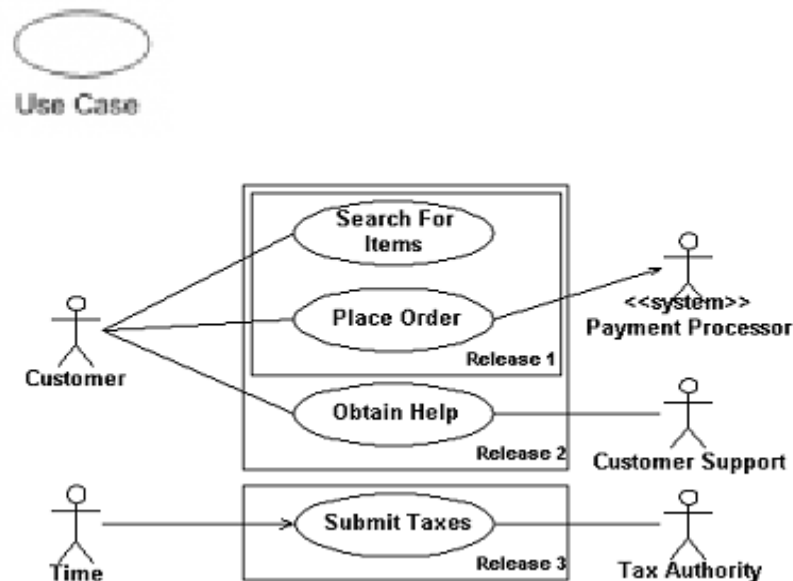 Use Case
Search For
Items
Place Order
Release 1
<<system>>
Payment Processor
Customer
Obtain Help
Release 2
Customer Support
Submit Taxes
Release 3
Time
Tax Authority